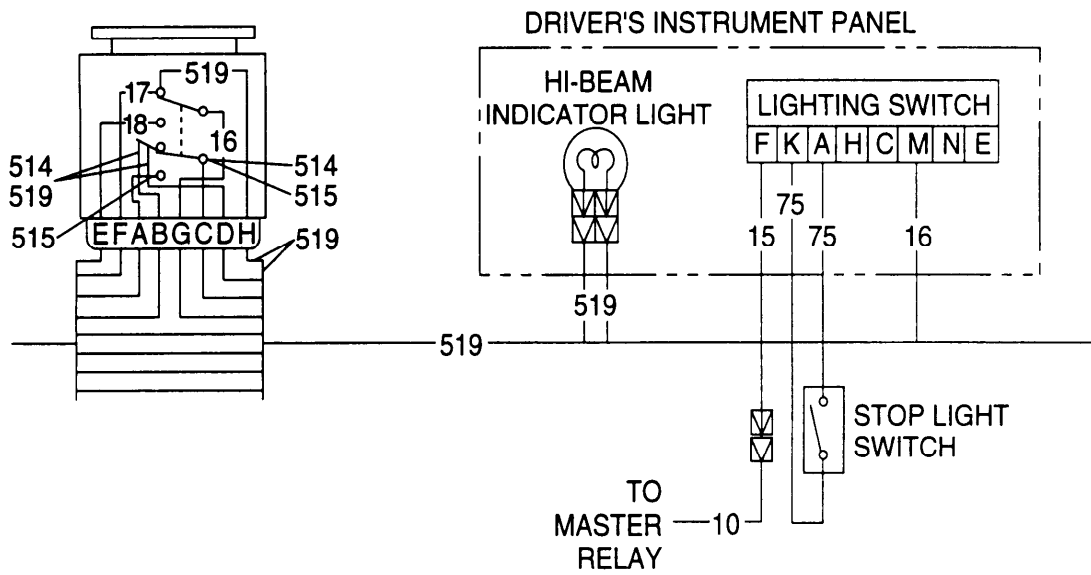 DRIVER'S INSTRUMENT PANEL
519
17
18
16
514
519
515
514
515
519
EFABGCDH
HI-BEAM
INDICATOR LIGHT
LIGHTING SWITCH
F K A H C M N E
75
15 75 16
519
519
STOP LIGHT
SWITCH
TO
MASTER
RELAY
10